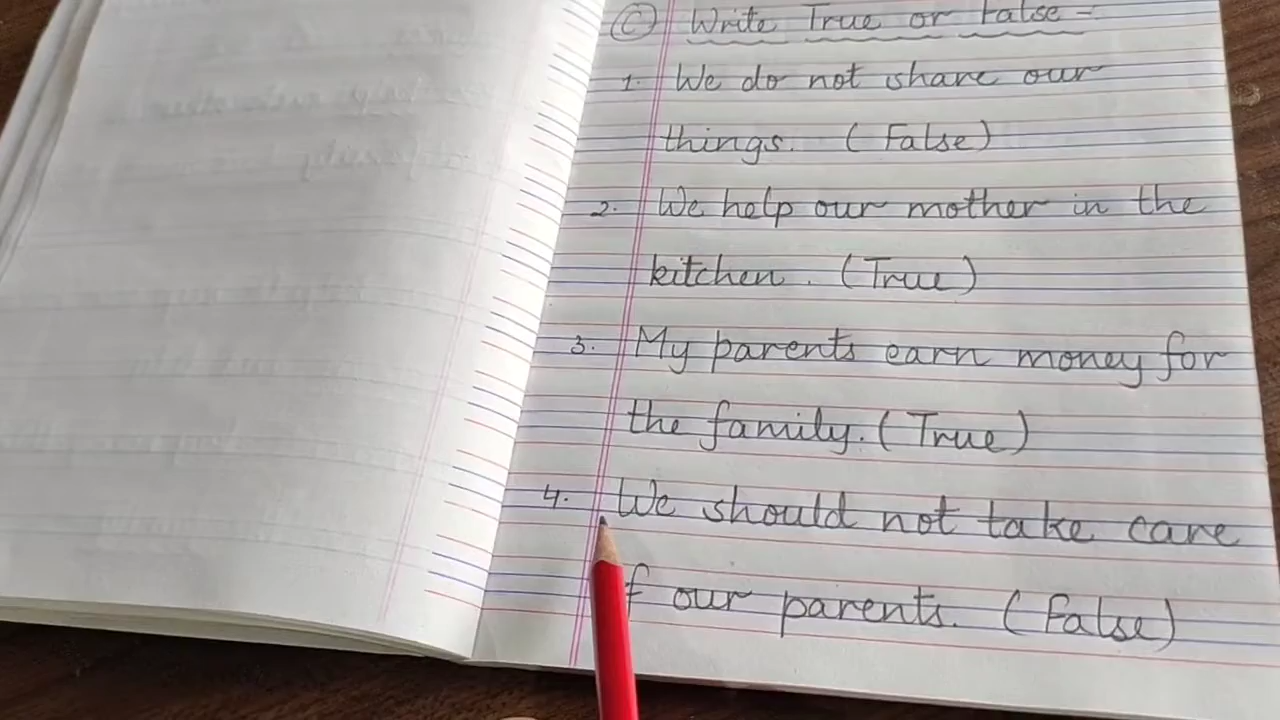 C Write True or False -
1. We do not share our
things. (False)
2. We help our mother in the
kitchen. (True)
3. My parents earn money for
the family. (True)
4. We should not take care
f our parents. (False)